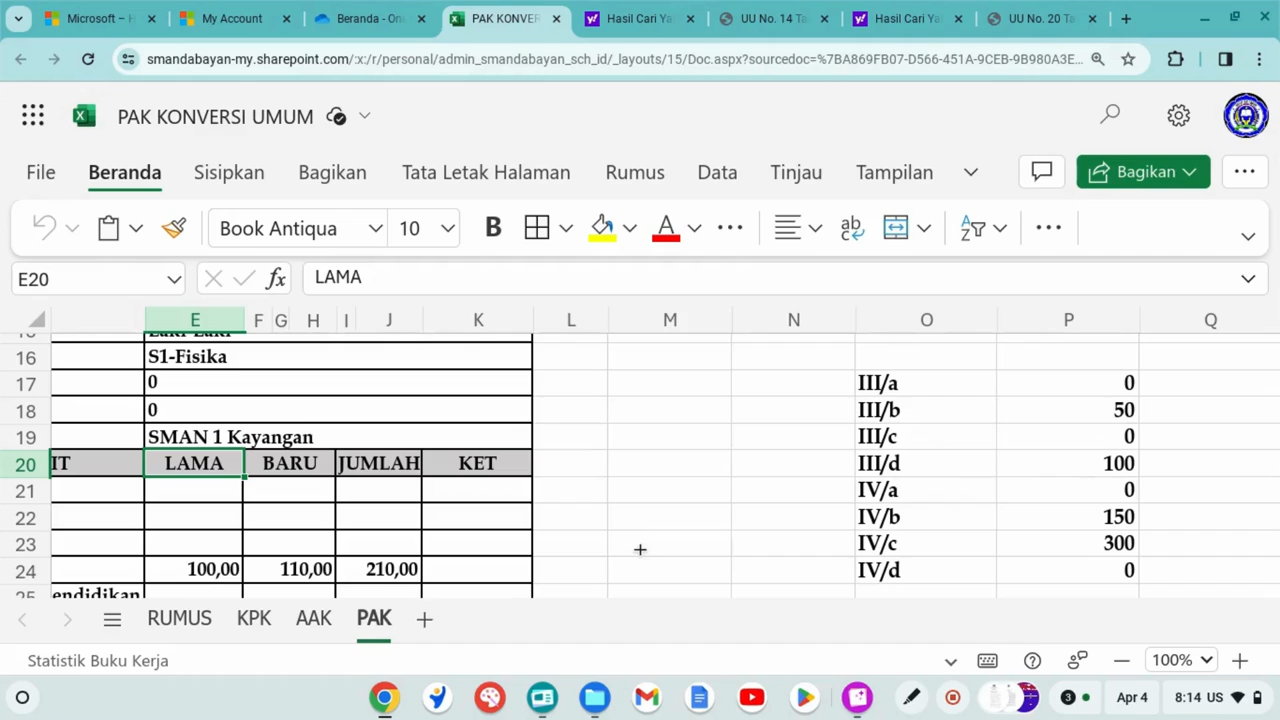 Microsoft – H
My Account
Beranda - One
PAK KONVER
Hasil Cari Ya
UU No. 14 Ta
Hasil Cari Ya
UU No. 20 Ta
smandabayan-my.sharepoint.com/:x:/r/personal/admin_smandabayan_sch_id/_layouts/15/Doc.aspx?sourcedoc=%7BA869FB07-D566-451A-9CEB-9B980A3E...
PAK KONVERSI UMUM
File Beranda Sisipkan Bagikan Tata Letak Halaman Rumus Data Tinjau Tampilan Bagikan
Book Antiqua 10 B A ab
E20 fx LAMA
E F G H I J K L M N O P Q
16 S1-Fisika
17 0 III/a 0
18 0 III/b 50
19 SMAN 1 Kayangan III/c 0
20 IT LAMA BARU JUMLAH KET III/d 100
21 IV/a 0
22 IV/b 150
23 IV/c 300
24 100,00 110,00 210,00 IV/d 0
25 endidikan
RUMUS KPK AAK PAK
Statistik Buku Kerja 100%
3 Apr 4 8:14 US